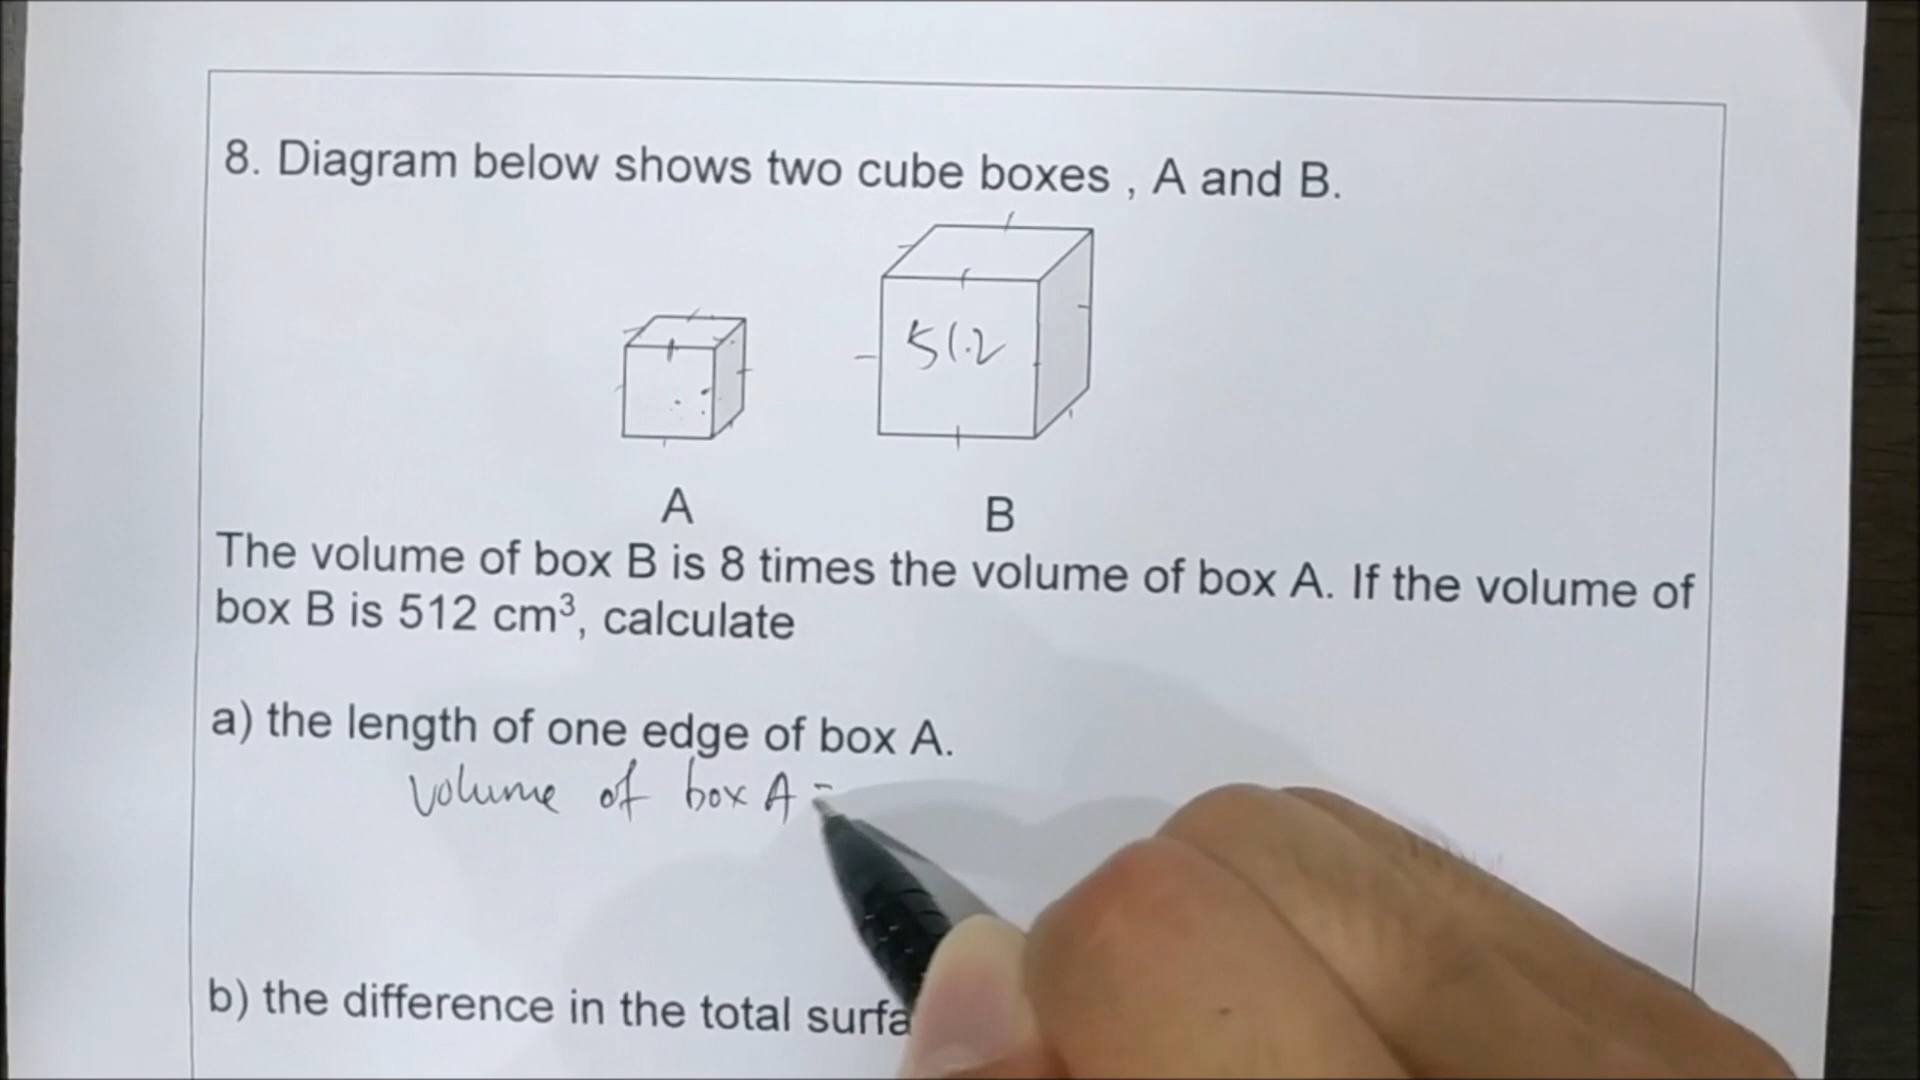 8. Diagram below shows two cube boxes , A and B.
512
A B
The volume of box B is 8 times the volume of box A. If the volume of
box B is 512 cm³, calculate
a) the length of one edge of box A.
Volume of box A =
b) the difference in the total surfa